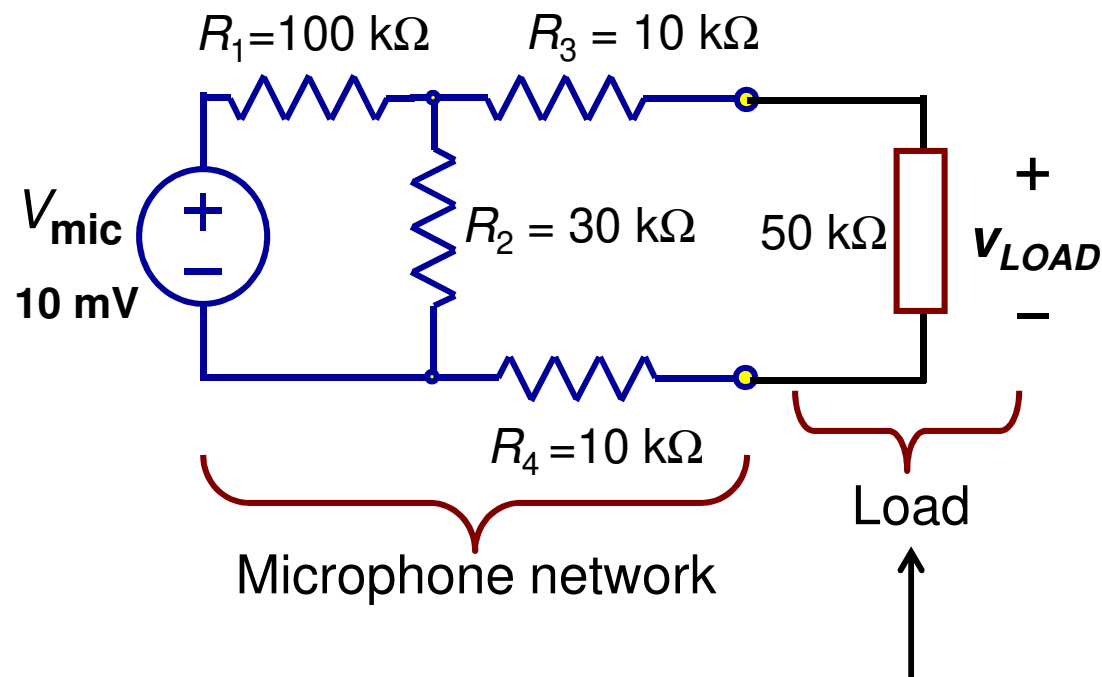 R1=100 kΩ
R3 = 10 kΩ
+
−
Vmic
10 mV
R2 = 30 kΩ
50 kΩ
+
vLOAD
−
R4 =10 kΩ
Load
Microphone network